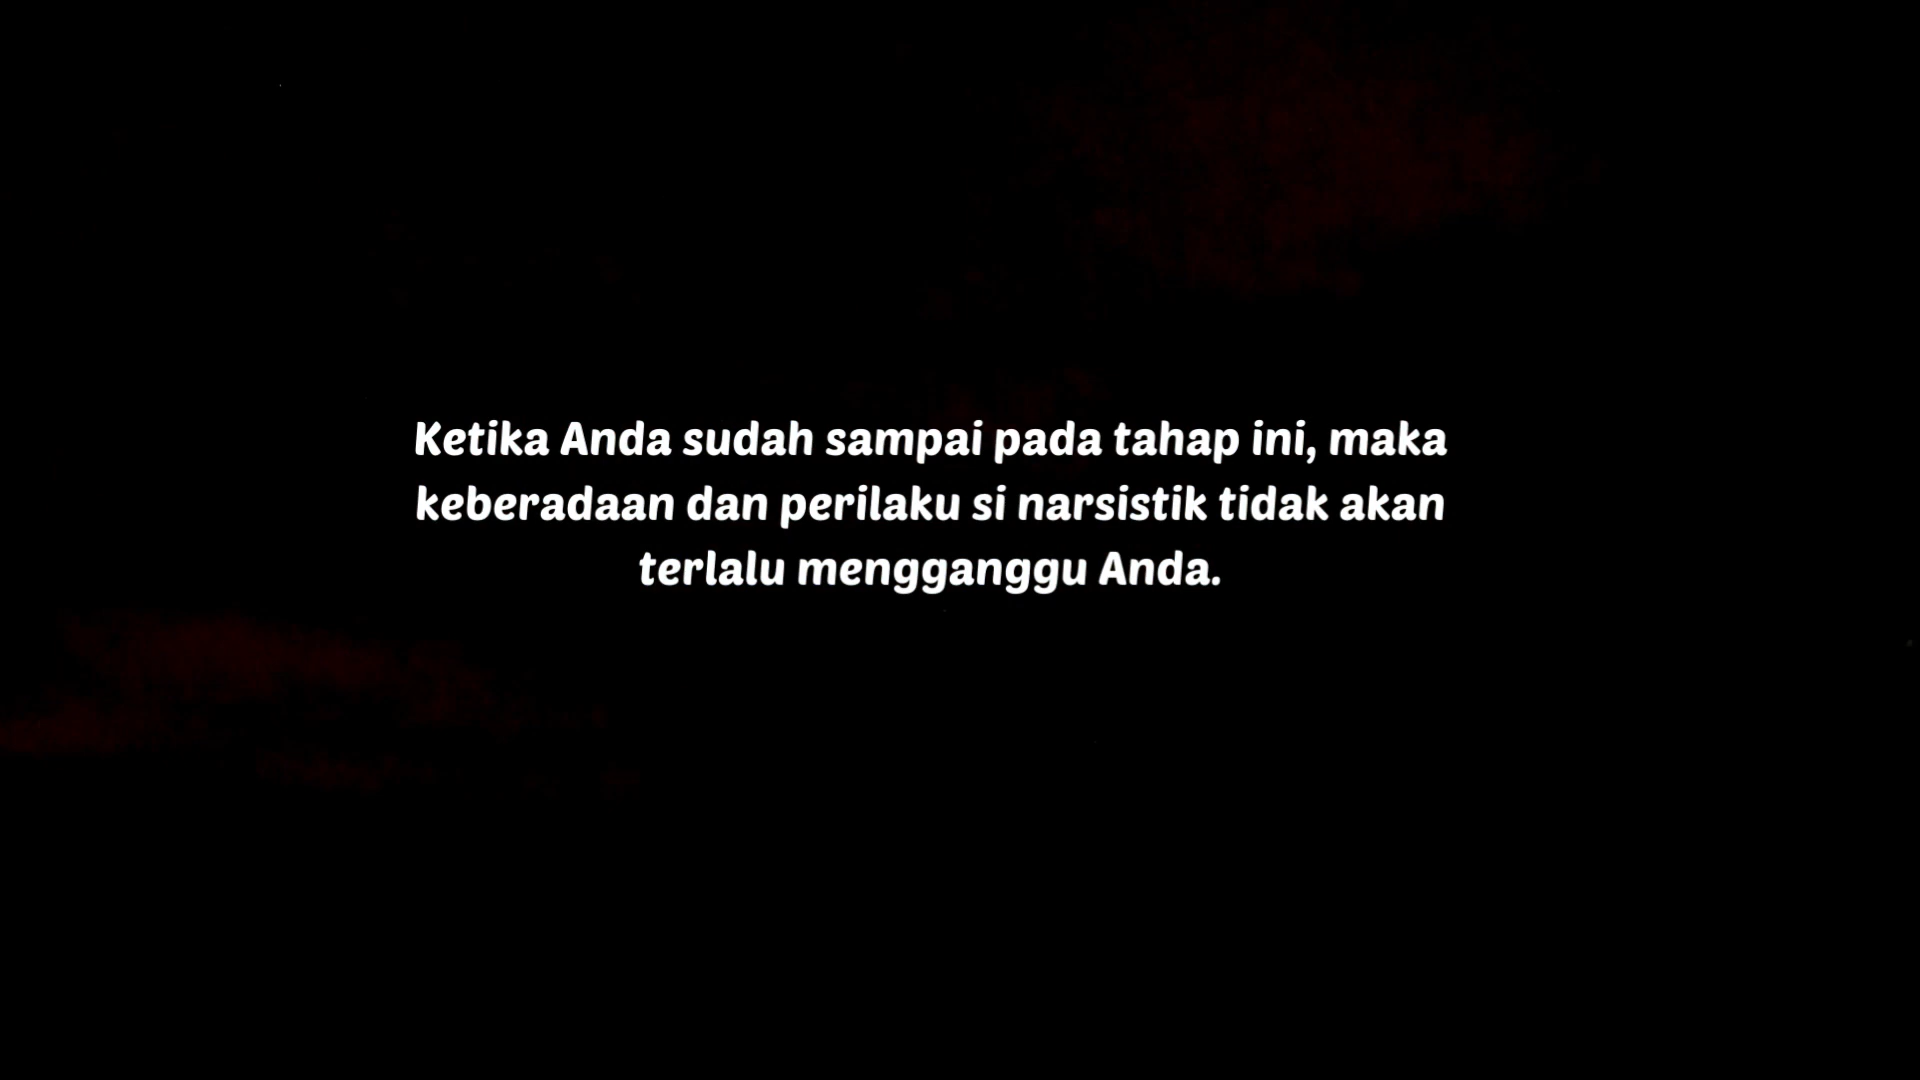 Ketika Anda sudah sampai pada tahap ini, maka
keberadaan dan perilaku si narsistik tidak akan
terlalu mengganggu Anda.